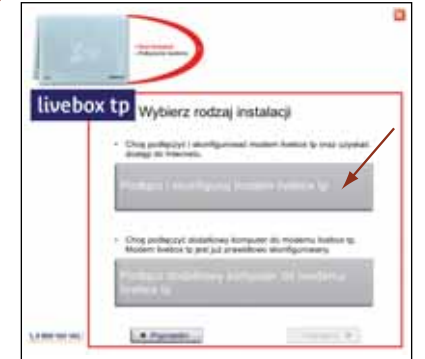 livebox tp
Wybierz rodzaj instalacji
Chcę podłączyć i skonfigurować modem livebox tp oraz uzyskać
dostęp do Internetu.
Podłącz i skonfiguruj modem livebox tp
Chcę podłączyć dodatkowy komputer do modemu livebox tp.
Modem livebox tp jest już prawidłowo skonfigurowany.
Podłącz dodatkowy komputer do modemu
livebox tp
Poprzedni